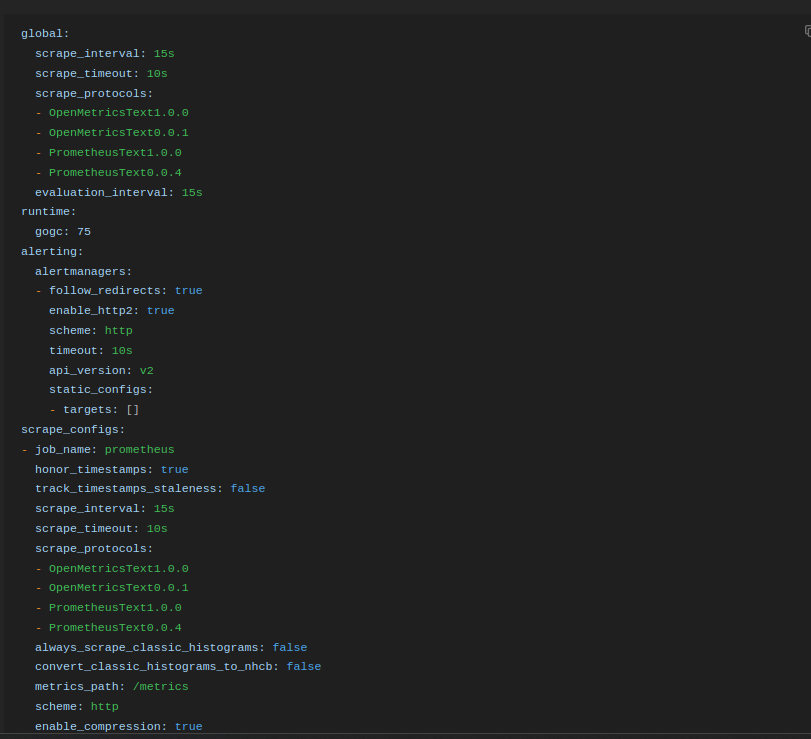 global:
  scrape_interval: 15s
  scrape_timeout: 10s
  scrape_protocols:
  - OpenMetricsText1.0.0
  - OpenMetricsText0.0.1
  - PrometheusText1.0.0
  - PrometheusText0.0.4
  evaluation_interval: 15s
runtime:
  gogc: 75
alerting:
  alertmanagers:
  - follow_redirects: true
    enable_http2: true
    scheme: http
    timeout: 10s
    api_version: v2
    static_configs:
    - targets: []
scrape_configs:
- job_name: prometheus
  honor_timestamps: true
  track_timestamps_staleness: false
  scrape_interval: 15s
  scrape_timeout: 10s
  scrape_protocols:
  - OpenMetricsText1.0.0
  - OpenMetricsText0.0.1
  - PrometheusText1.0.0
  - PrometheusText0.0.4
  always_scrape_classic_histograms: false
  convert_classic_histograms_to_nhcb: false
  metrics_path: /metrics
  scheme: http
  enable_compression: true